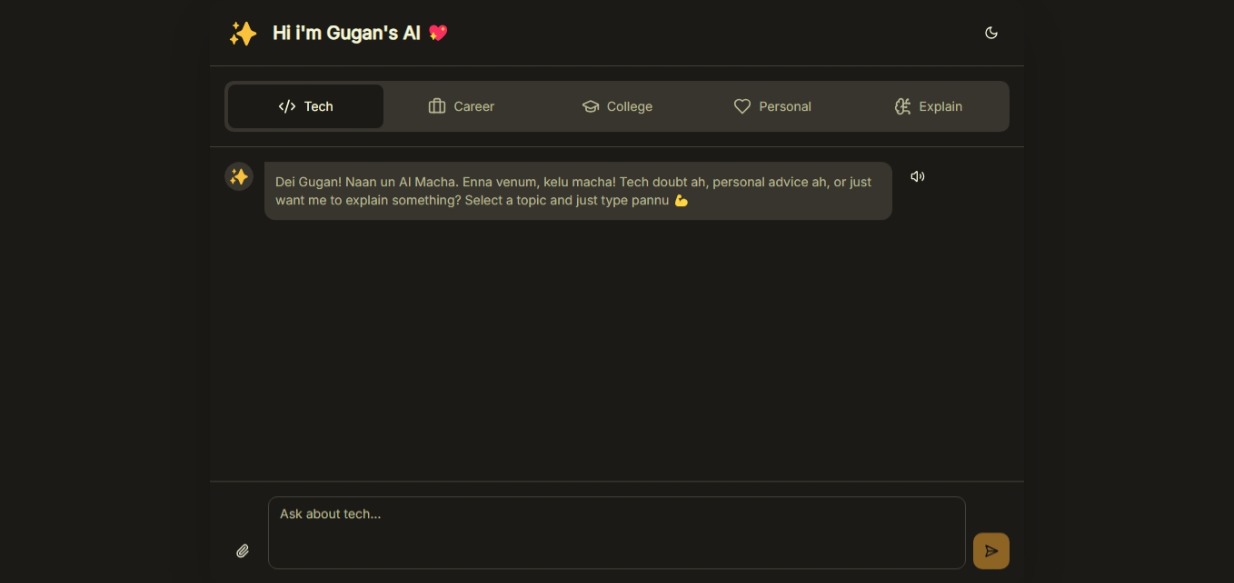 Hi i'm Gugan's AI 💖
Tech
Career
College
Personal
Explain
Dei Gugan! Naan un AI Macha. Enna venum, kelu macha! Tech doubt ah, personal advice ah, or just
want me to explain something? Select a topic and just type pannu 💪
Ask about tech...